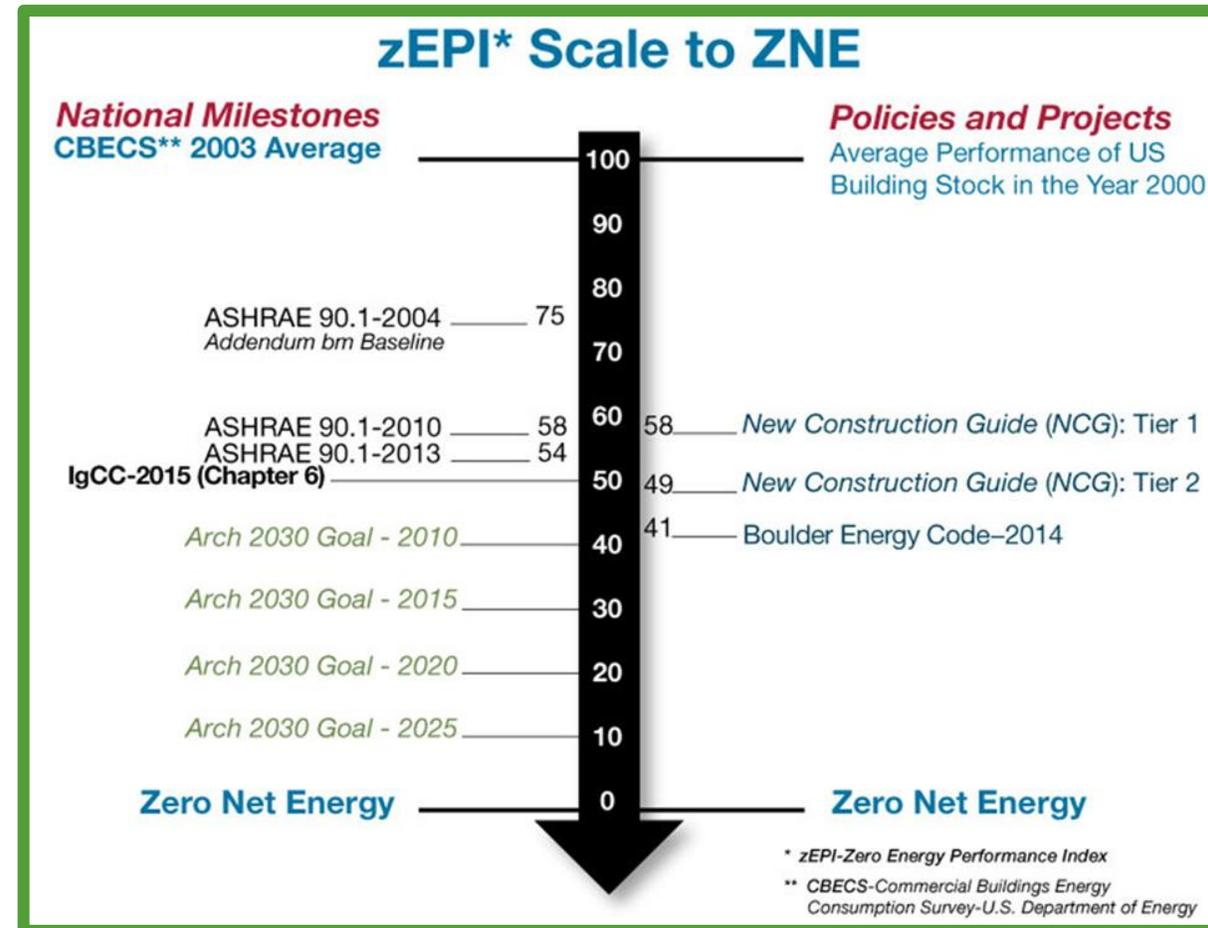 zEPI* Scale to ZNE
National Milestones
CBECS** 2003 Average
Policies and Projects
Average Performance of US
Building Stock in the Year 2000
100
90
80
ASHRAE 90.1-2004 75
Addendum bm Baseline
70
60
ASHRAE 90.1-2010 58
58 New Construction Guide (NCG): Tier 1
ASHRAE 90.1-2013 54
IgCC-2015 (Chapter 6)
50
49 New Construction Guide (NCG): Tier 2
41 Boulder Energy Code–2014
Arch 2030 Goal - 2010
40
Arch 2030 Goal - 2015
30
Arch 2030 Goal - 2020
20
Arch 2030 Goal - 2025
10
Zero Net Energy
0
Zero Net Energy
* zEPI-Zero Energy Performance Index
** CBECS-Commercial Buildings Energy
Consumption Survey-U.S. Department of Energy